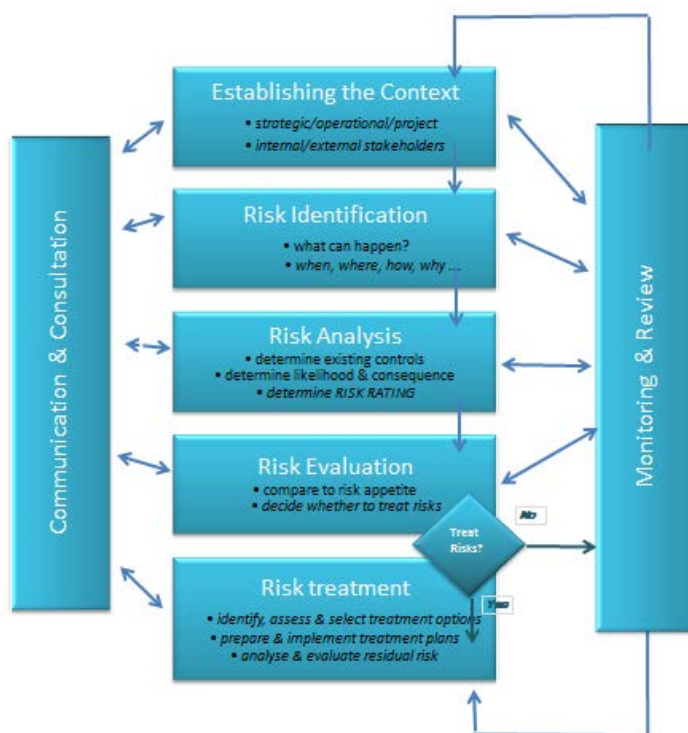 Establishing the Context
• strategic/operational/project
• internal/external stakeholders
Risk Identification
• what can happen?
• when, where, how, why ...
Risk Analysis
• determine existing controls
• determine likelihood & consequence
• determine RISK RATING
Risk Evaluation
• compare to risk appetite
• decide whether to treat risks
Treat
Risks?
No
Yes
Risk treatment
• identify, assess & select treatment options
• prepare & implement treatment plans
• analyse & evaluate residual risk
Communication & Consultation
Monitoring & Review